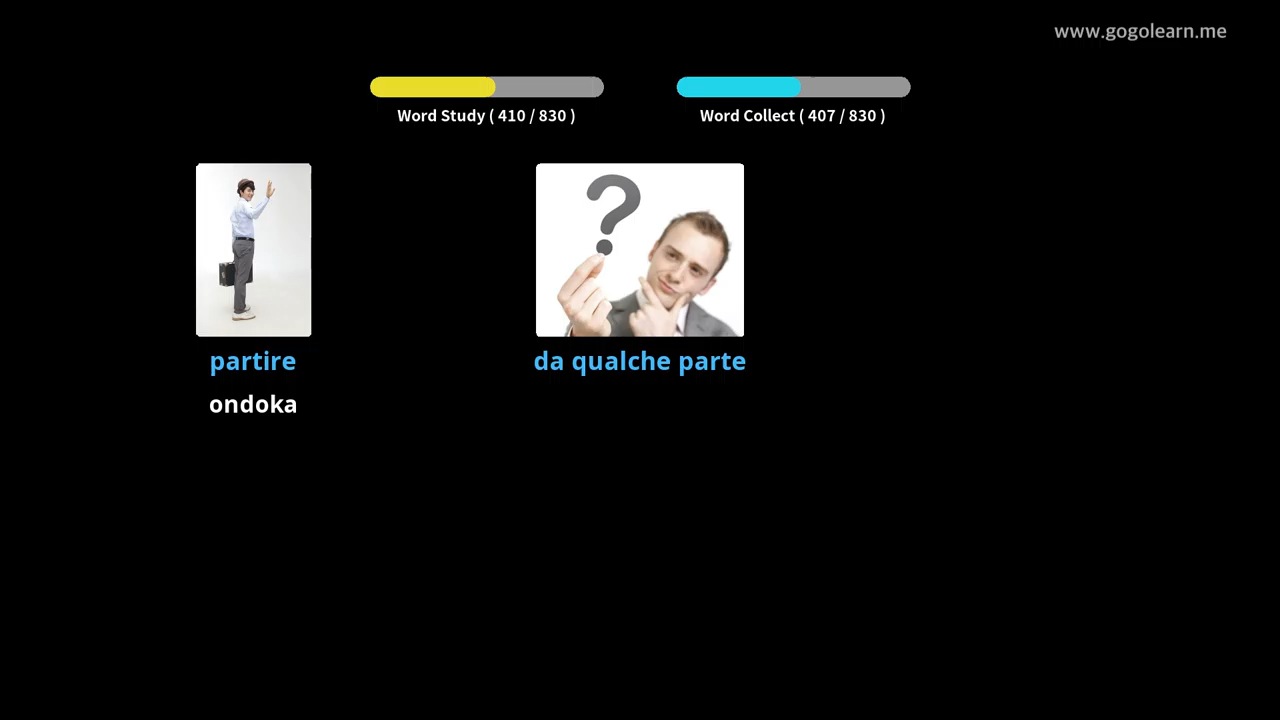 www.gogolearn.me
Word Study ( 410 / 830 )
Word Collect ( 407 / 830 )
partire
da qualche parte
ondoka